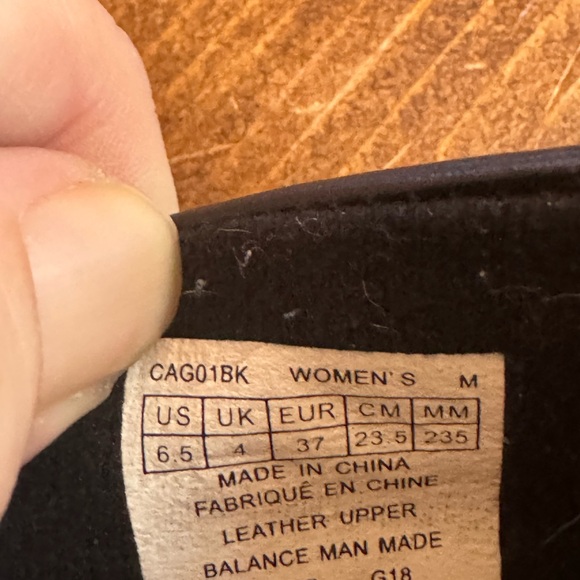 CAG01BK WOMEN'S M
US UK EUR CM MM
6.5 4 37 23.5 235
MADE IN CHINA
FABRIQUÉ EN CHINE
LEATHER UPPER
BALANCE MAN MADE
G18